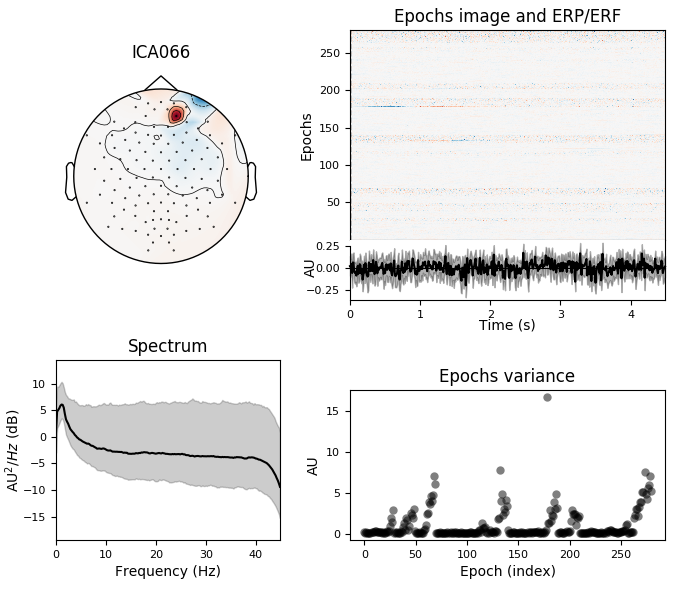 ICA066
Epochs image and ERP/ERF
Epochs
250
200
150
100
50
AU
0.25
0.00
−0.25
0 1 2 3 4
Time (s)
Spectrum
AU²/Hz (dB)
10
5
0
−5
−10
−15
0 10 20 30 40
Frequency (Hz)
Epochs variance
AU
15
10
5
0
0 50 100 150 200 250
Epoch (index)